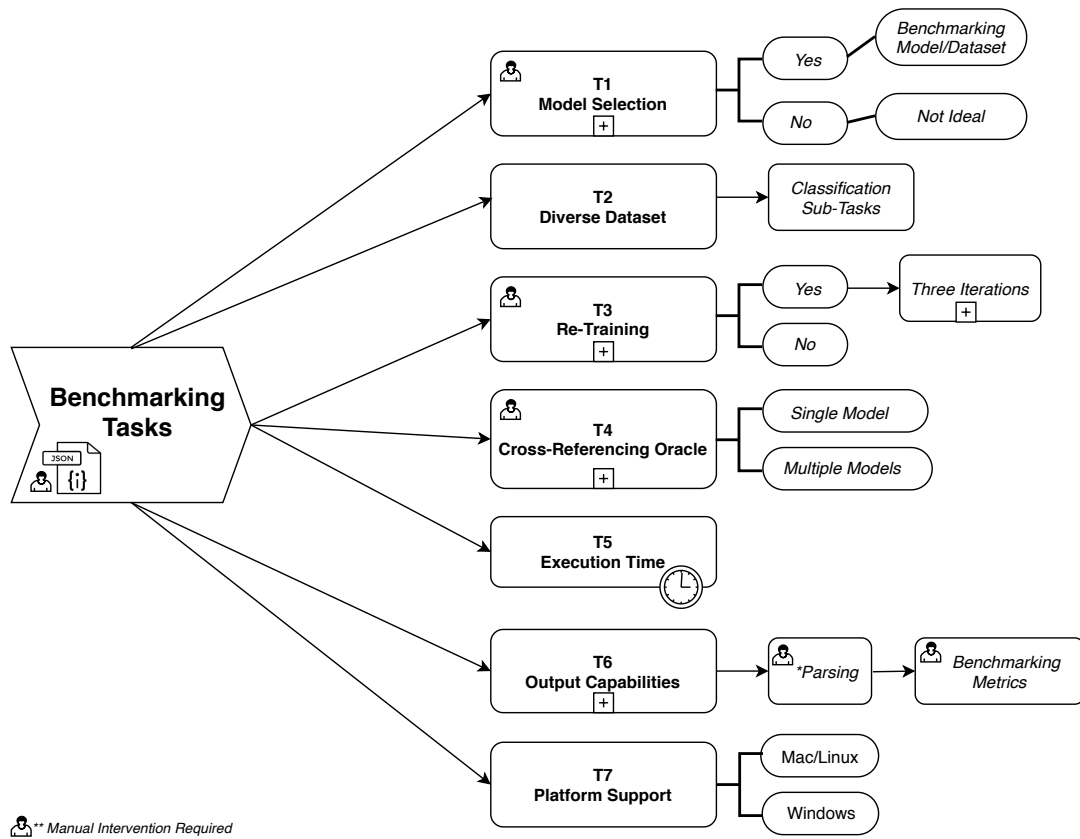 Benchmarking
Tasks
JSON
{i}
T1
Model Selection
+
Yes
Benchmarking
Model/Dataset
No
Not Ideal
T2
Diverse Dataset
Classification
Sub-Tasks
T3
Re-Training
+
Yes
Three Iterations
+
No
T4
Cross-Referencing Oracle
+
Single Model
Multiple Models
T5
Execution Time
T6
Output Capabilities
+
*Parsing
Benchmarking
Metrics
T7
Platform Support
Mac/Linux
Windows
** Manual Intervention Required